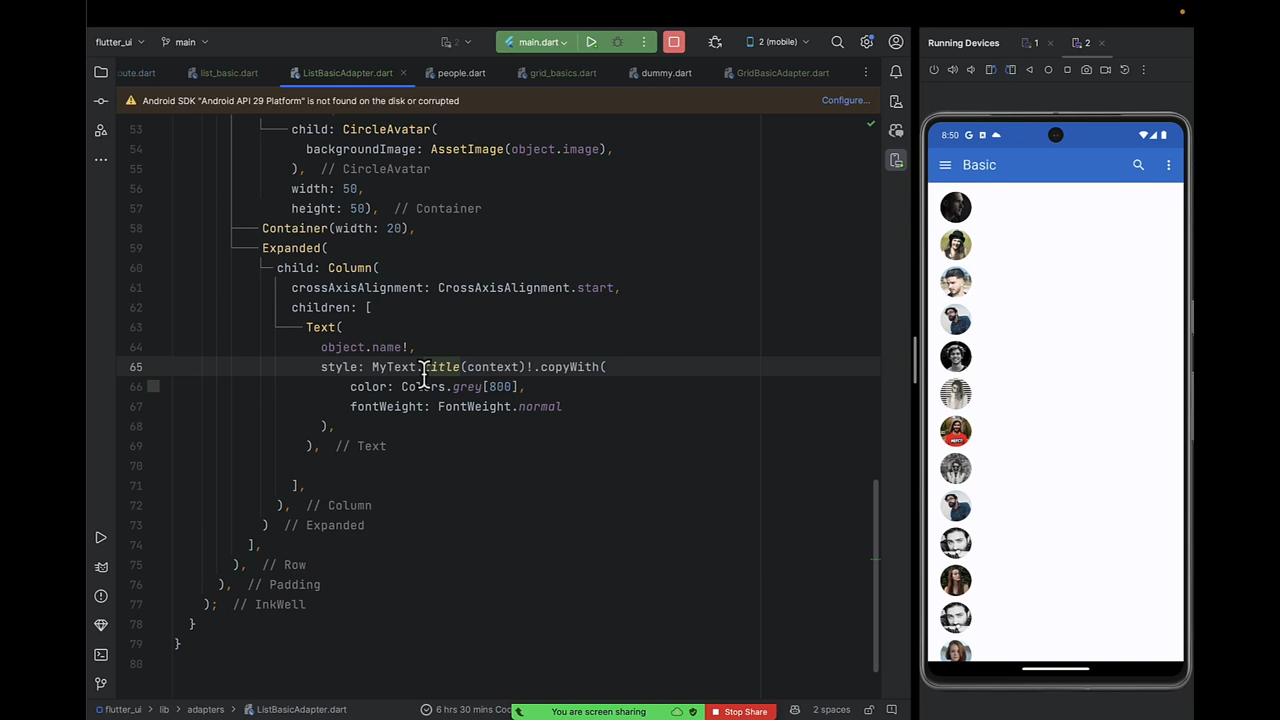 flutter_ui
main
2
main.dart
2 (mobile)
Running Devices
1
2
oute.dart
list_basic.dart
ListBasicAdapter.dart
people.dart
grid_basics.dart
dummy.dart
GridBasicAdapter.dart
Android SDK "Android API 29 Platform" is not found on the disk or corrupted
Configure...
53 child: CircleAvatar(
54 backgroundImage: AssetImage(object.image),
55 ), // CircleAvatar
56 width: 50,
57 height: 50), // Container
58 Container(width: 20),
59 Expanded(
60 child: Column(
61 crossAxisAlignment: CrossAxisAlignment.start,
62 children: [
63 Text(
64 object.name!,
65 style: MyText.title(context)!.copyWith(
66 color: Colors.grey[800],
67 fontWeight: FontWeight.normal
68 ),
69 ), // Text
70
71 ],
72 ), // Column
73 ) // Expanded
74 ],
75 ), // Row
76 ), // Padding
77 ); // InkWell
78 }
79 }
80
8:50
Basic
flutter_ui
lib
adapters
ListBasicAdapter.dart
6 hrs 30 mins
You are screen sharing
Stop Share
2 spaces